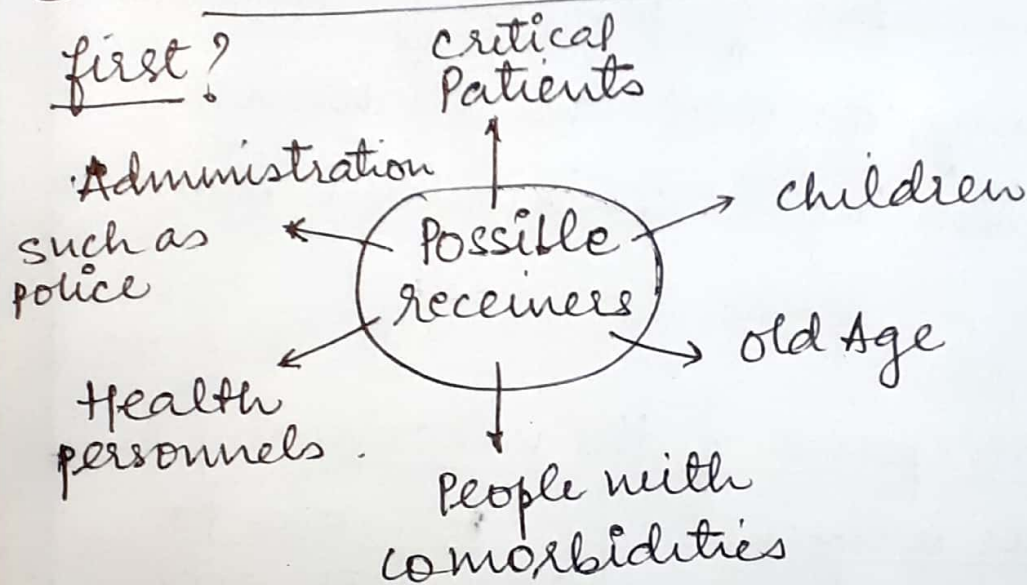 first?
Critical
Patients
Administration
such as
police
children
Possible
receivers
old Age
Health
personnels.
People with
comorbidities